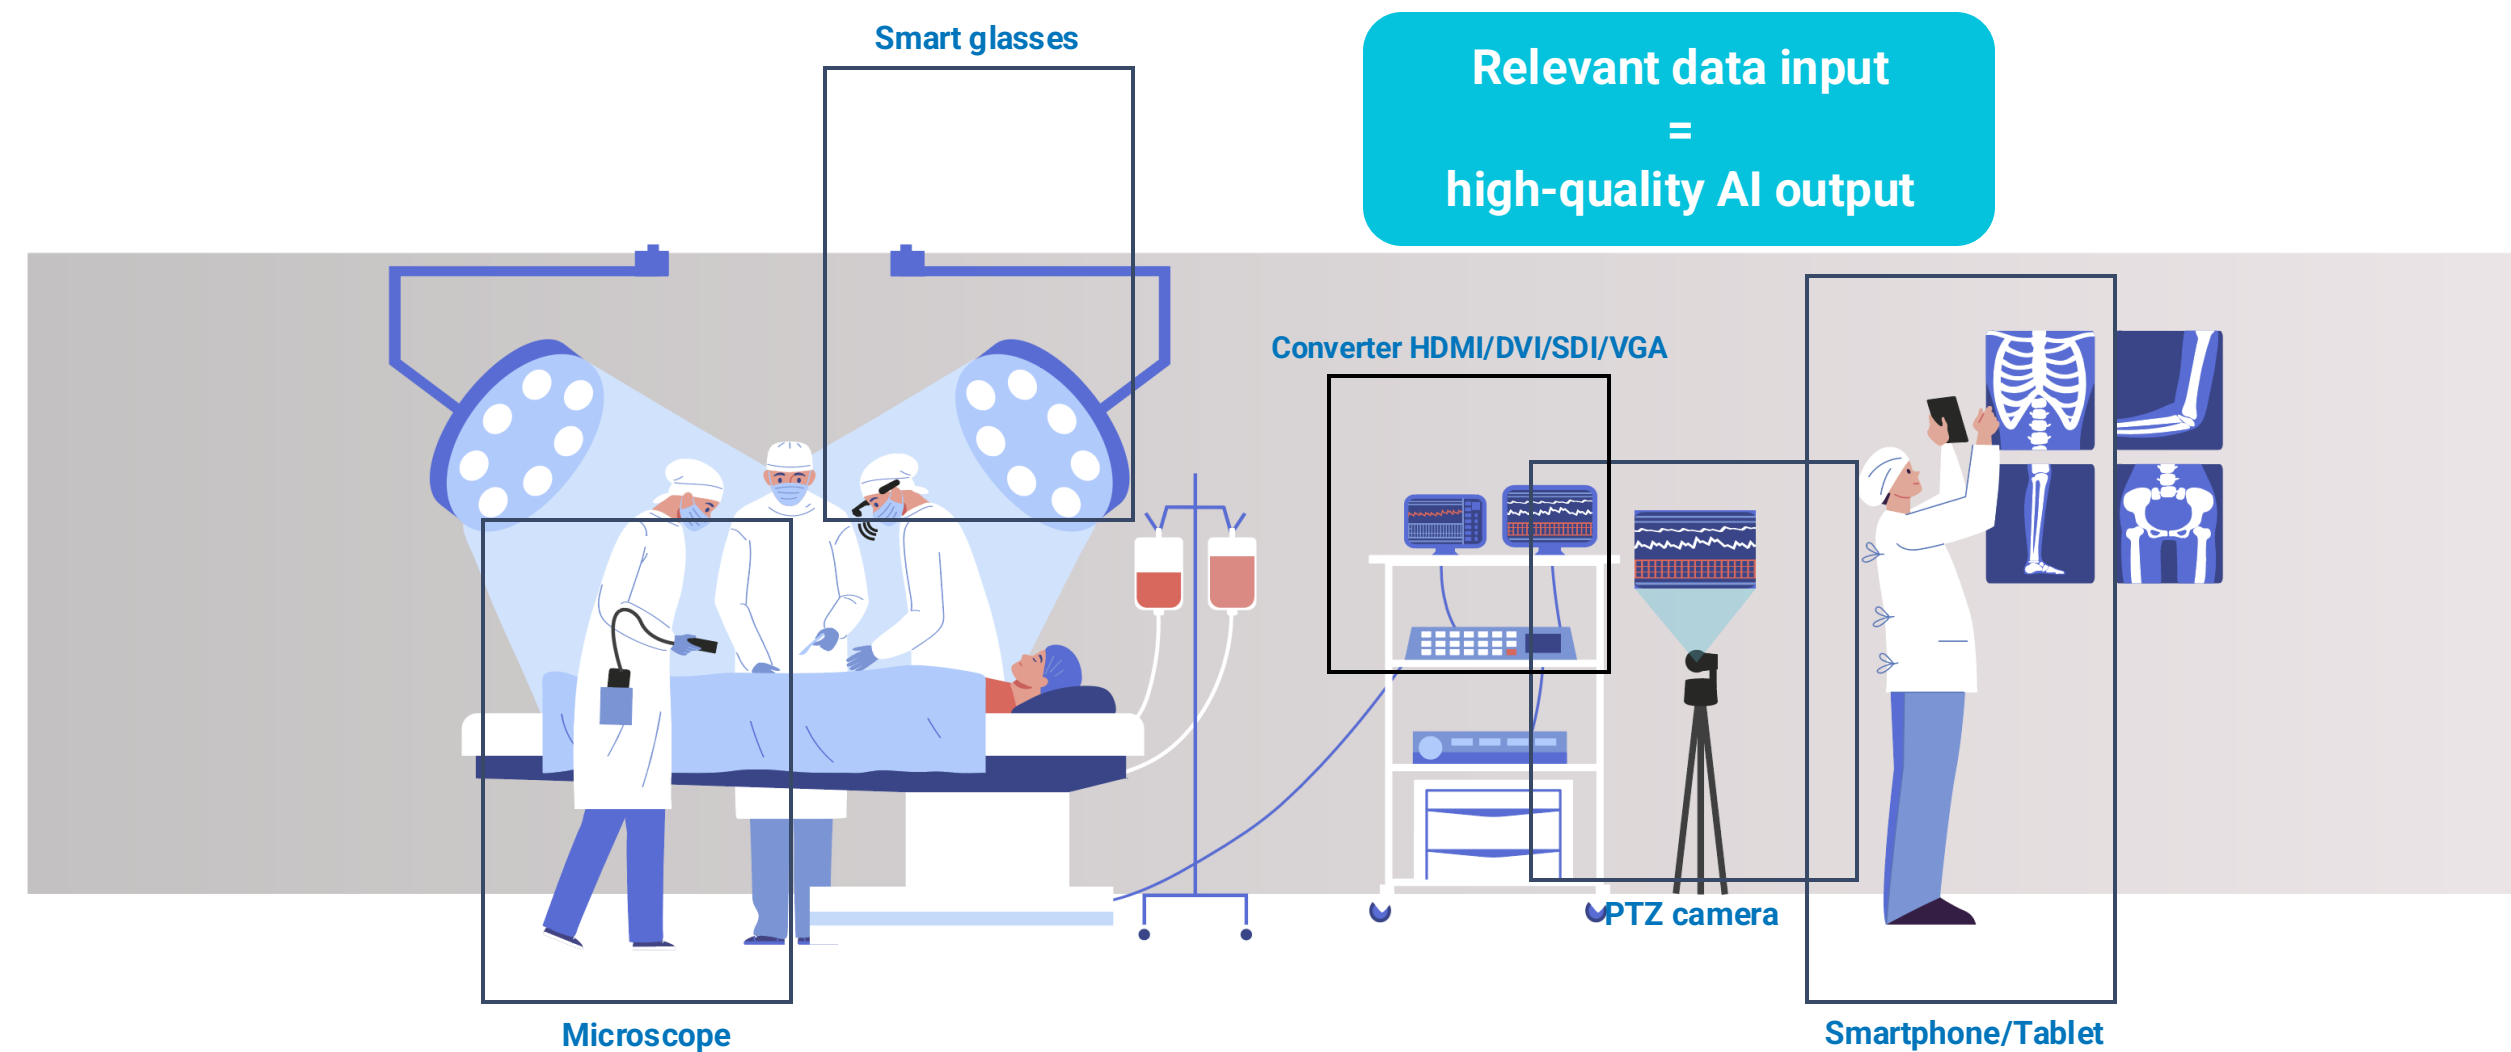 Smart glasses
Relevant data input
=
high-quality AI output
Converter HDMI/DVI/SDI/VGA
PTZ camera
Microscope
Smartphone/Tablet